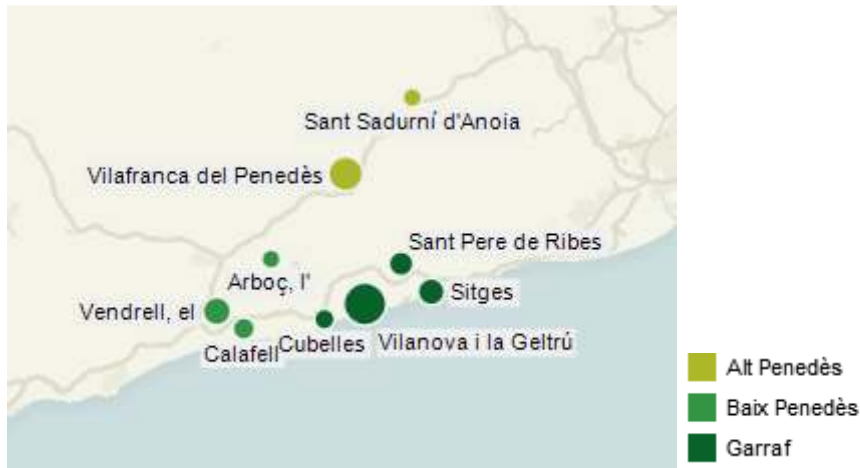 Sant Sadurní d'Anoia
Vilafranca del Penedès
Sant Pere de Ribes
Arboç, l'
Sitges
Vendrell, el
Calafell
Cubelles
Vilanova i la Geltrú
Alt Penedès
Baix Penedès
Garraf